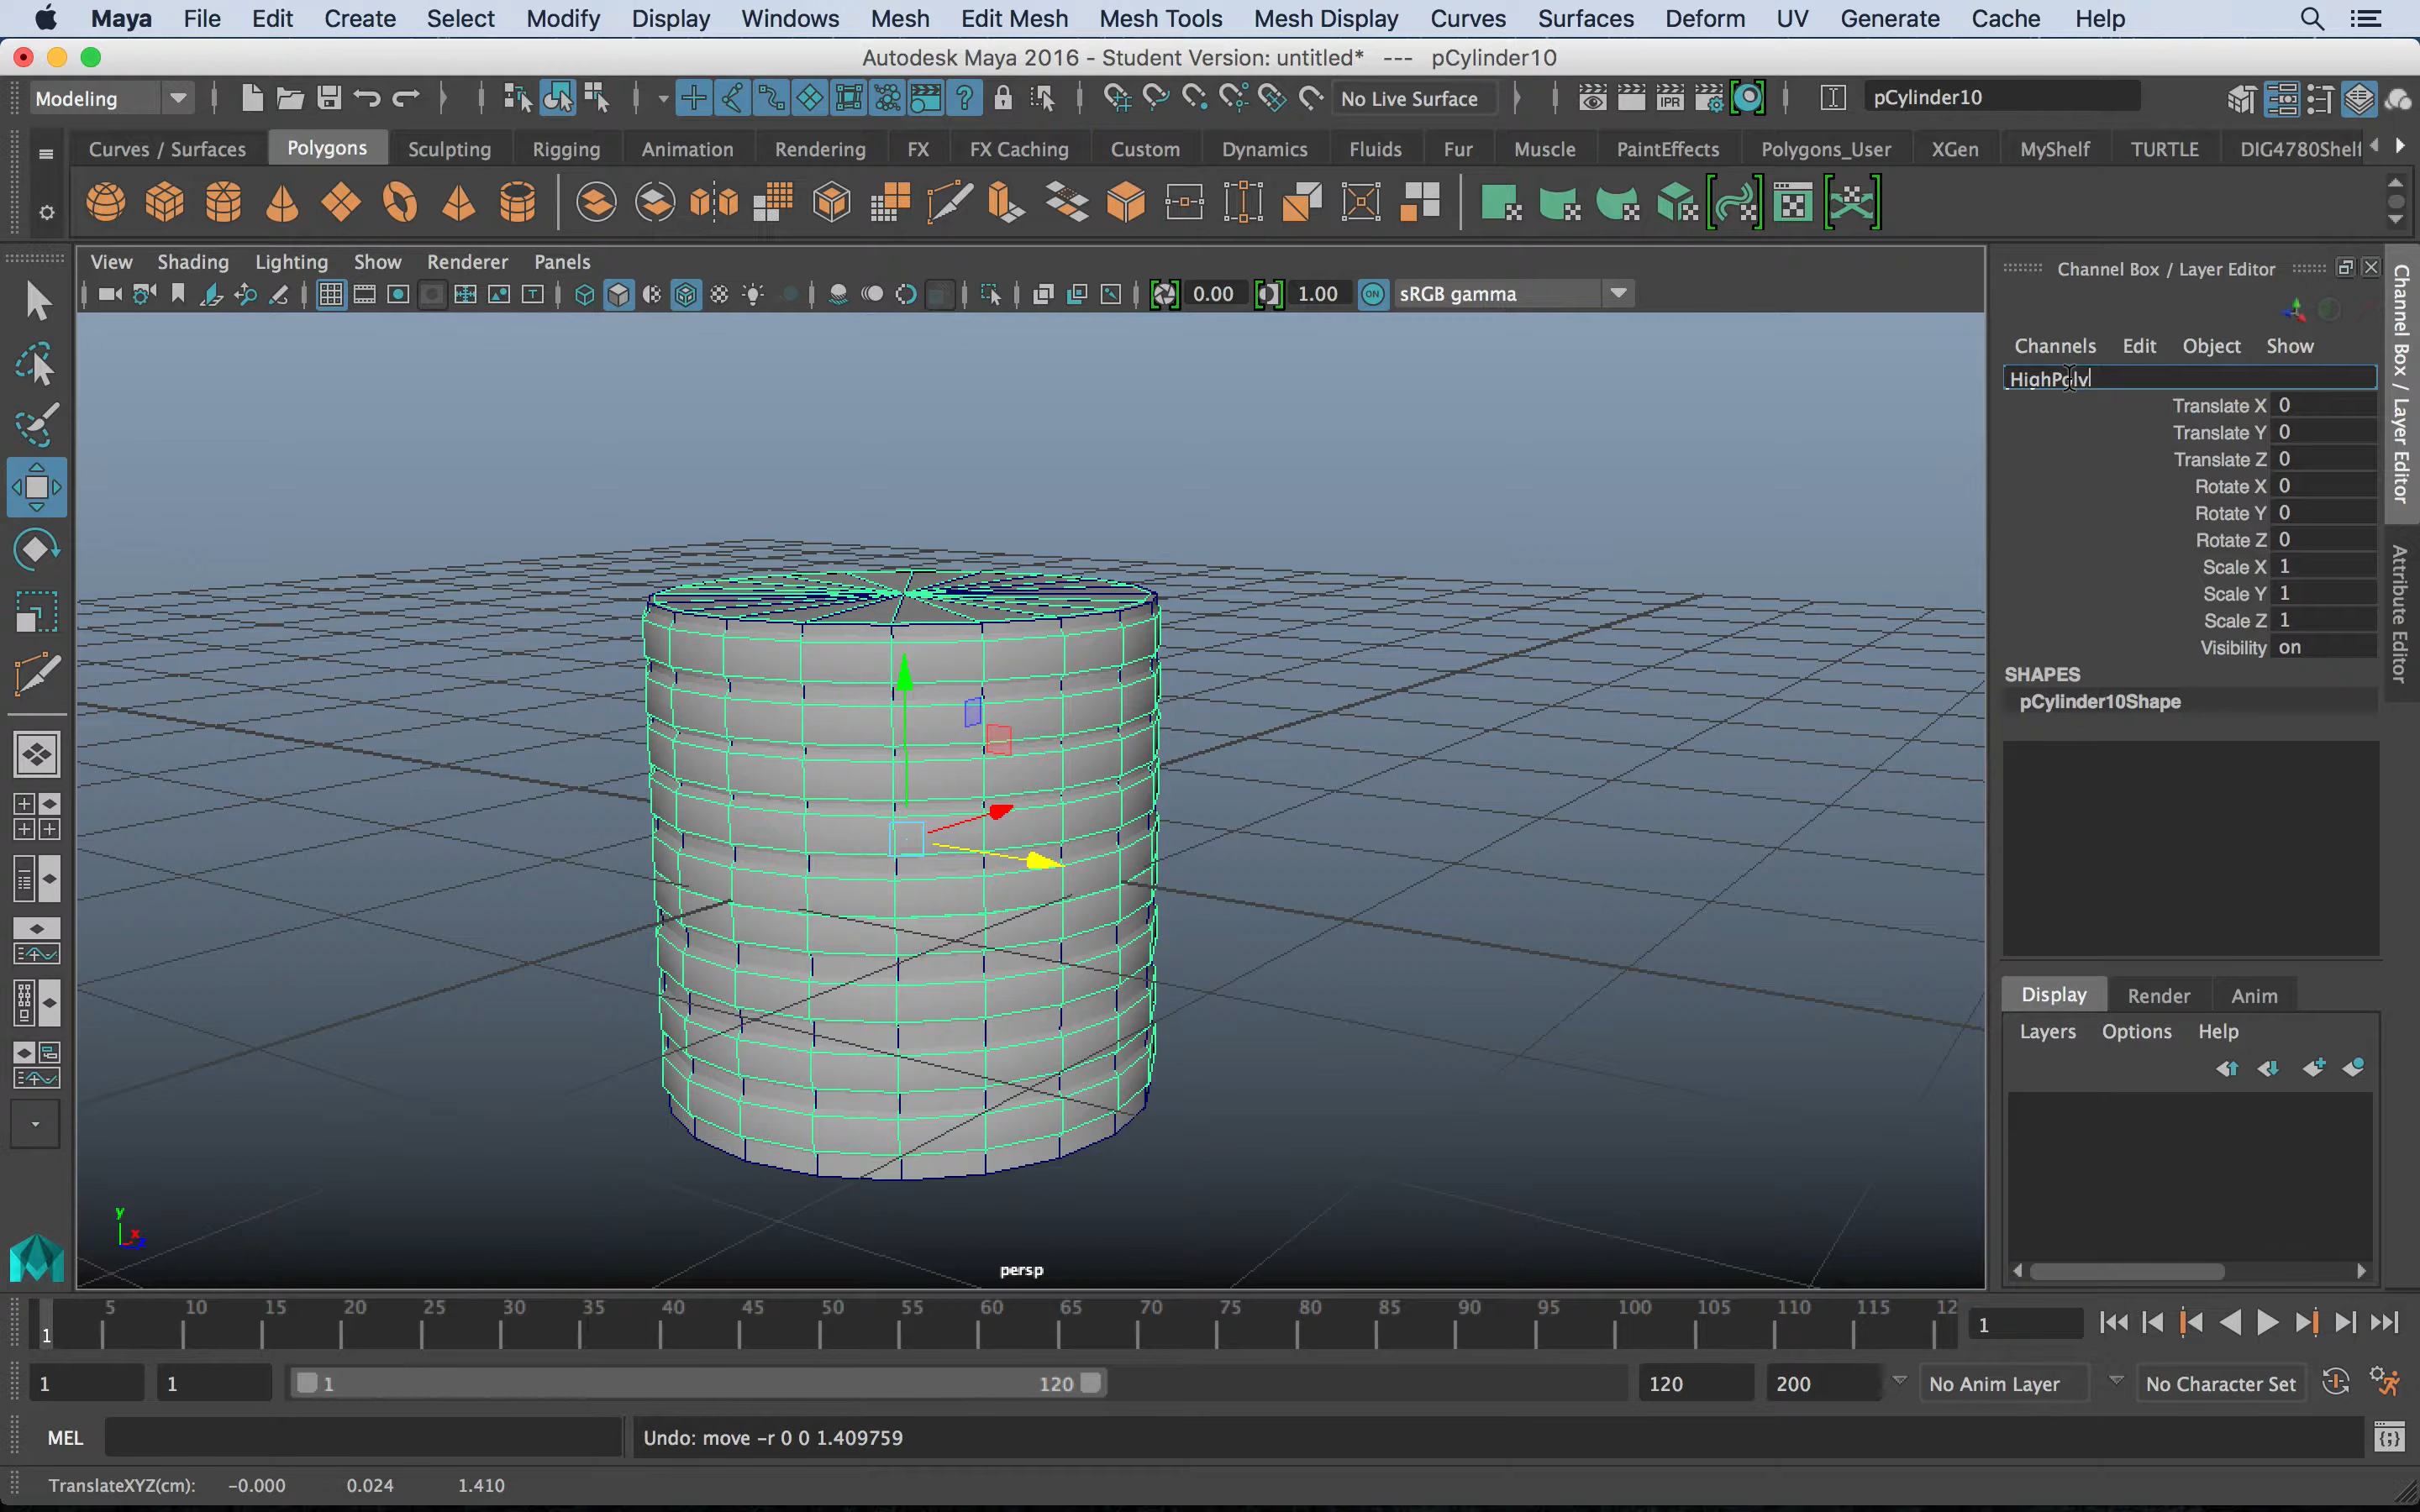 Maya File Edit Create Select Modify Display Windows Mesh Edit Mesh Mesh Tools Mesh Display Curves Surfaces Deform UV Generate Cache Help
Autodesk Maya 2016 - Student Version: untitled* --- pCylinder10
Modeling No Live Surface IPR pCylinder10
Curves / Surfaces Polygons Sculpting Rigging Animation Rendering FX FX Caching Custom Dynamics Fluids Fur Muscle PaintEffects Polygons_User XGen MyShelf TURTLE DIG4780Shelf
View Shading Lighting Show Renderer Panels
0.00 1.00 ON sRGB gamma
Channel Box / Layer Editor
Channels Edit Object Show
HighPoly
Translate X 0
Translate Y 0
Translate Z 0
Rotate X 0
Rotate Y 0
Rotate Z 0
Scale X 1
Scale Y 1
Scale Z 1
Visibility on
SHAPES
pCylinder10Shape
Channel Box / Layer Editor
Attribute Editor
Display Render Anim
Layers Options Help
y
x
z
persp
5 10 15 20 25 30 35 40 45 50 55 60 65 70 75 80 85 90 95 100 105 110 115 12
1 1
1 1 1 120 120 200 No Anim Layer No Character Set
MEL Undo: move -r 0 0 1.409759
TranslateXYZ(cm): -0.000 0.024 1.410